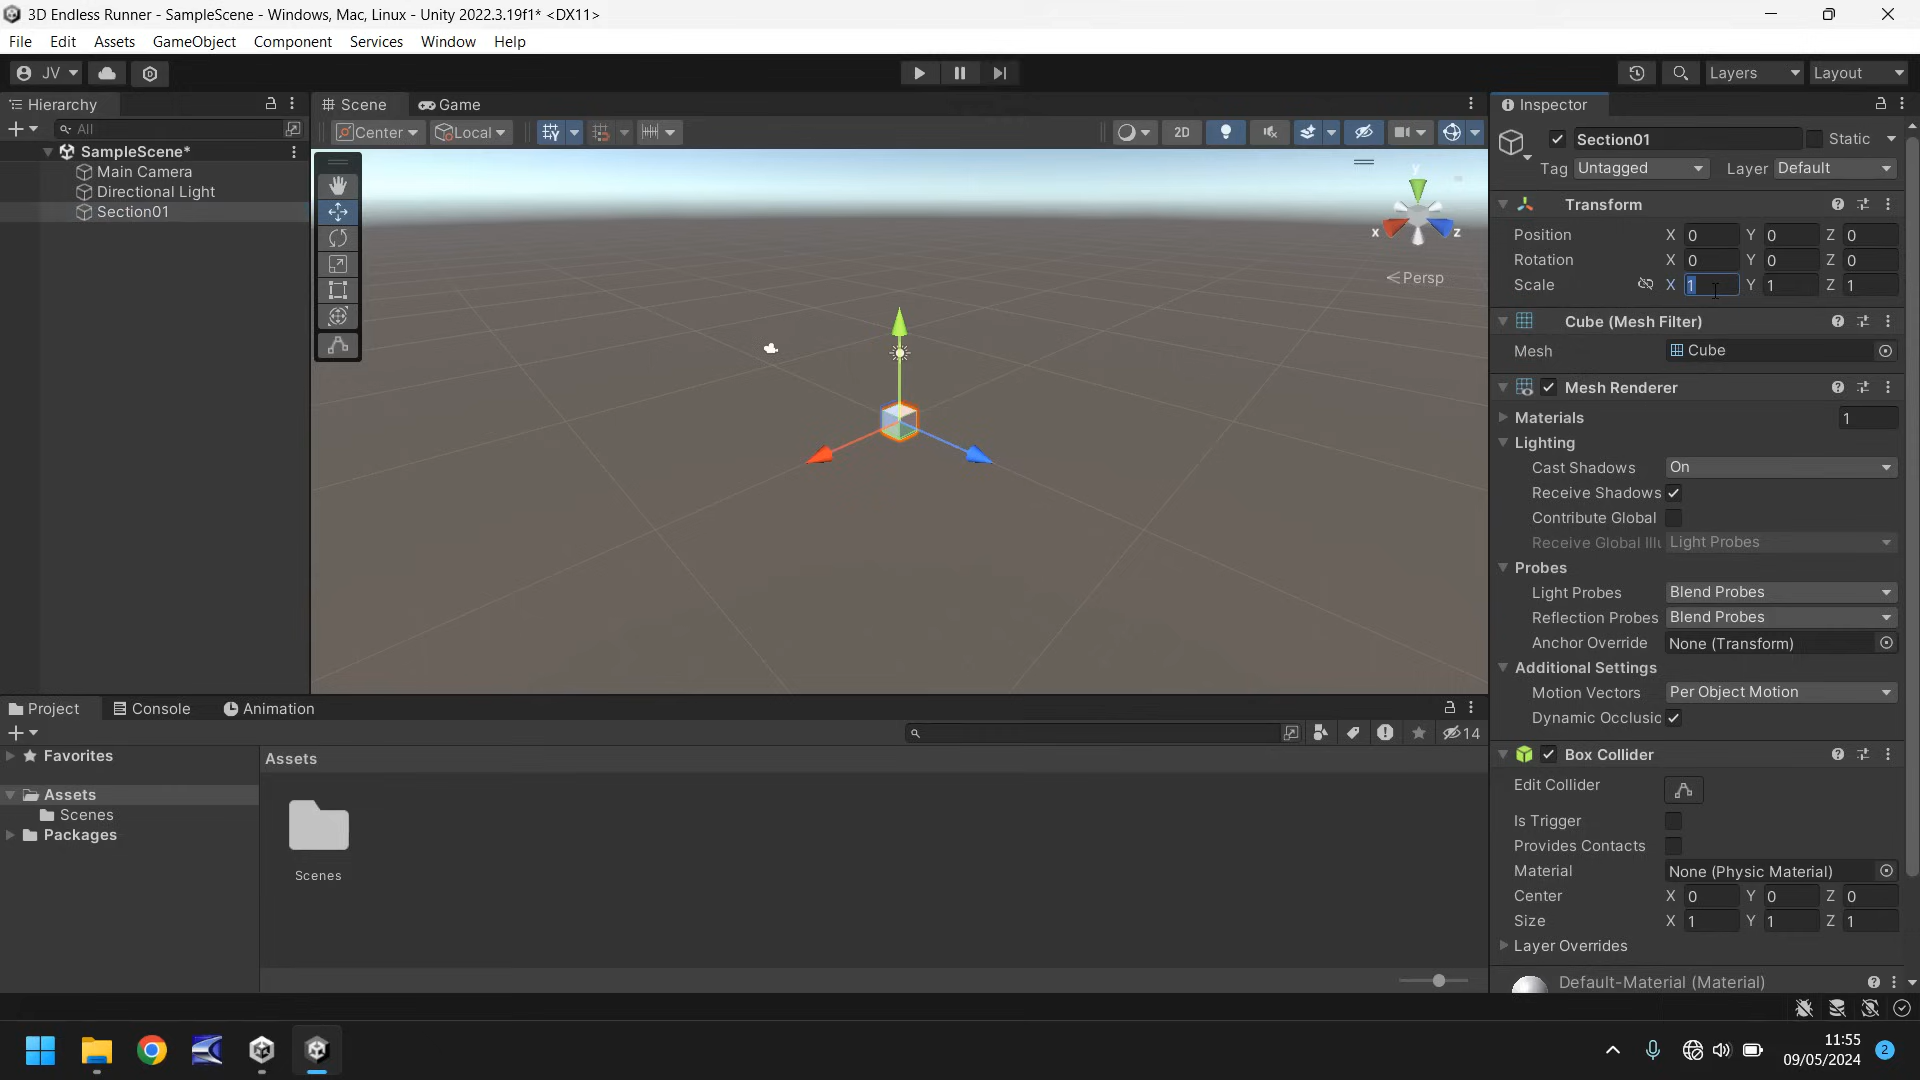 3D Endless Runner - SampleScene - Windows, Mac, Linux - Unity 2022.3.19f1* <DX11>
File Edit Assets GameObject Component Services Window Help
JV Layers Layout
Hierarchy
All
SampleScene*
Main Camera
Directional Light
Section01
Scene Game
Center Local 2D
y
x z
Persp
Inspector
Section01 Static
Tag Untagged Layer Default
Transform
Position X 0 Y 0 Z 0
Rotation X 0 Y 0 Z 0
Scale X 1 Y 1 Z 1
Cube (Mesh Filter)
Mesh Cube
Mesh Renderer
Materials 1
Lighting
Cast Shadows On
Receive Shadows
Contribute Global
Receive Global Illu Light Probes
Probes
Light Probes Blend Probes
Reflection Probes Blend Probes
Anchor Override None (Transform)
Additional Settings
Motion Vectors Per Object Motion
Dynamic Occlusic
Box Collider
Edit Collider
Is Trigger
Provides Contacts
Material None (Physic Material)
Center X 0 Y 0 Z 0
Size X 1 Y 1 Z 1
Layer Overrides
Default-Material (Material)
Project Console Animation
14
Favorites
Assets
Scenes
Packages
Assets
Scenes
11:55
09/05/2024
2